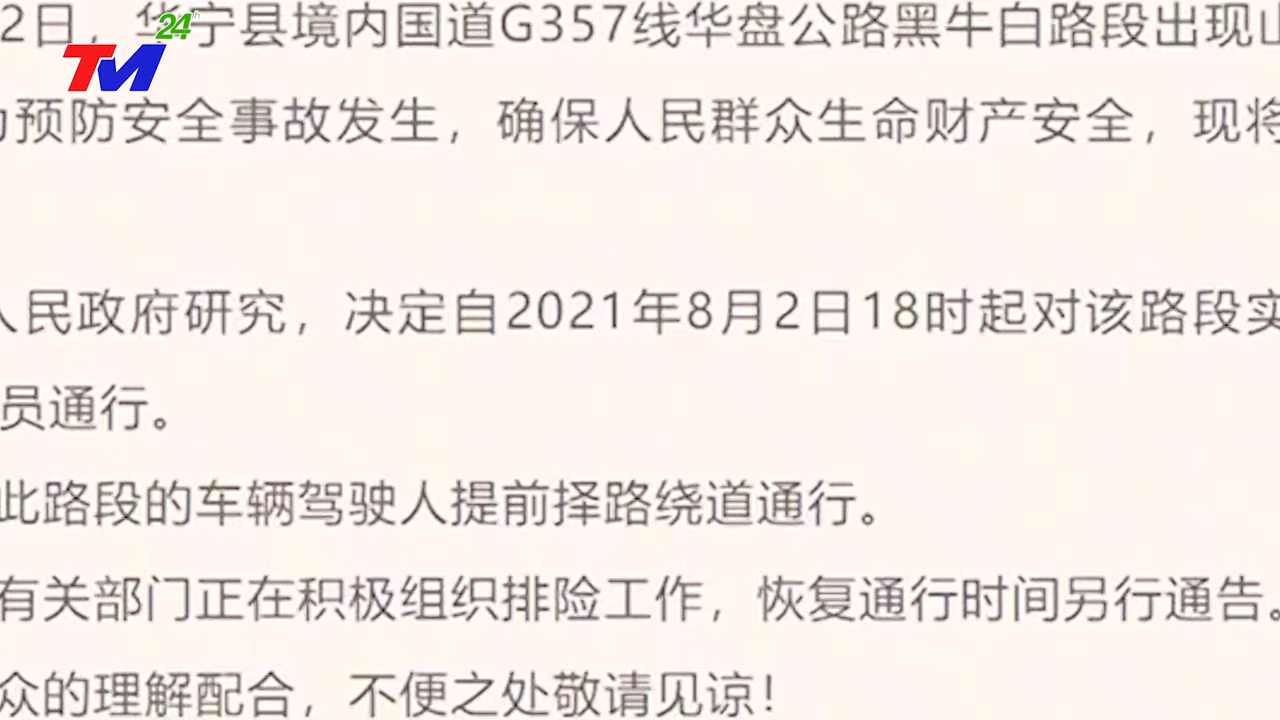 TM 24th
2日，华宁县境内国道G357线华盘公路黑牛白路段出现山
预防安全事故发生，确保人民群众生命财产安全，现将
人民政府研究，决定自2021年8月2日18时起对该路段实
员通行。
此路段的车辆驾驶人提前择路绕道通行。
有关部门正在积极组织排险工作，恢复通行时间另行通告。
众的理解配合，不便之处敬请见谅！